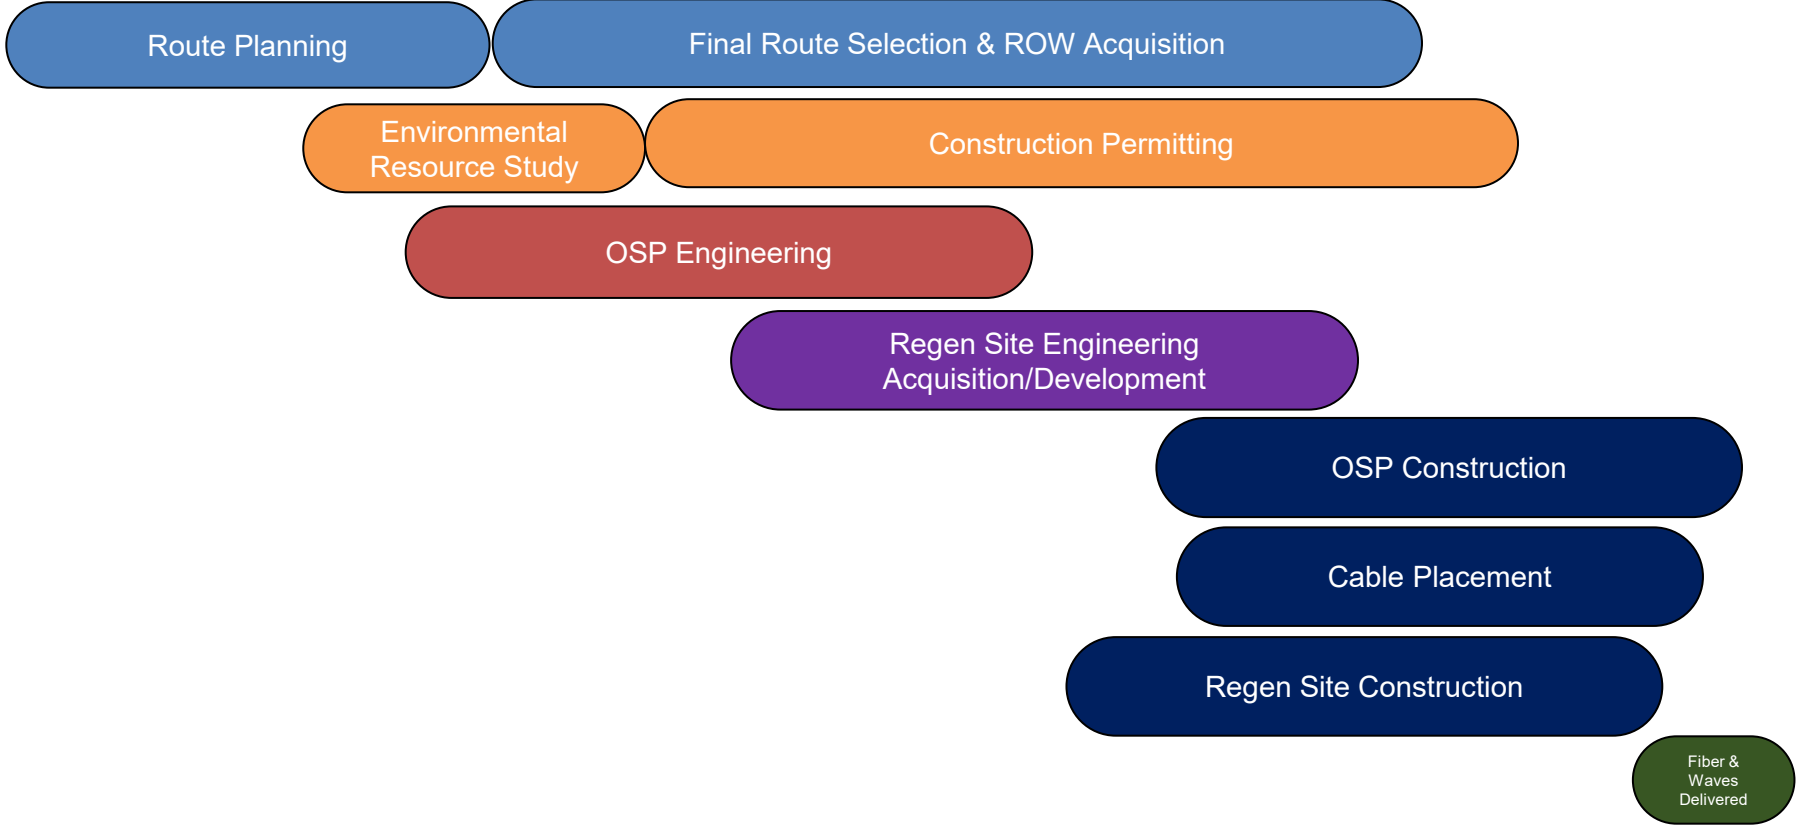 Route Planning
Final Route Selection & ROW Acquisition
Environmental
Resource Study
Construction Permitting
OSP Engineering
Regen Site Engineering
Acquisition/Development
OSP Construction
Cable Placement
Regen Site Construction
Fiber &
Waves
Delivered